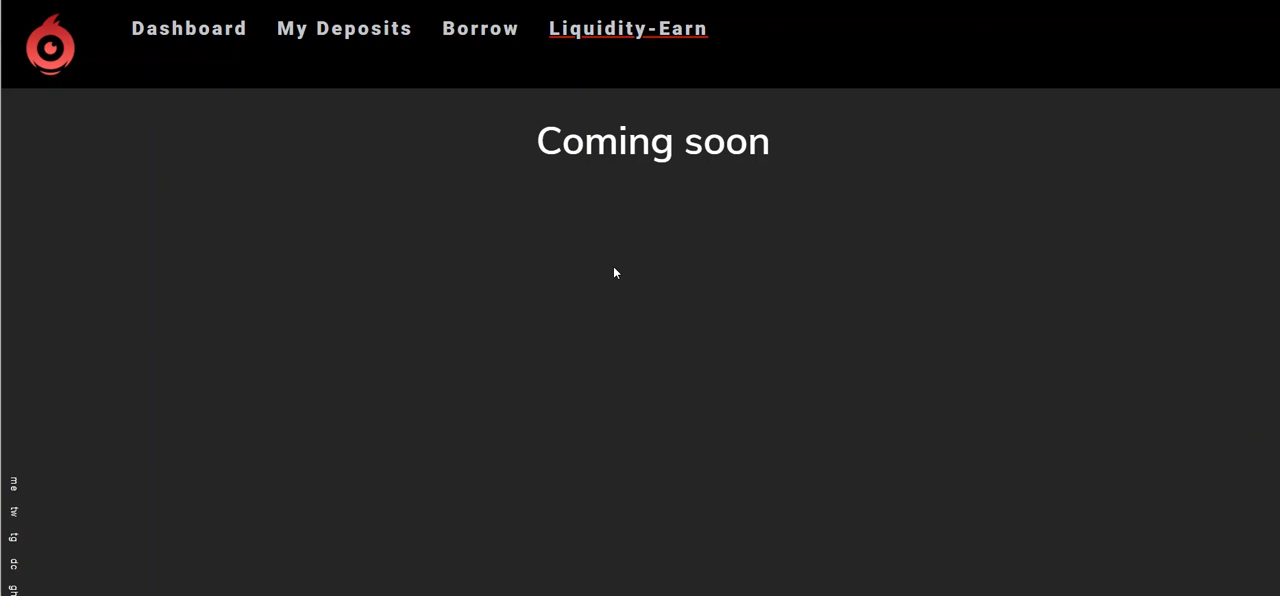 Dashboard My Deposits Borrow Liquidity-Earn
Coming soon
me
tw
tg
dc